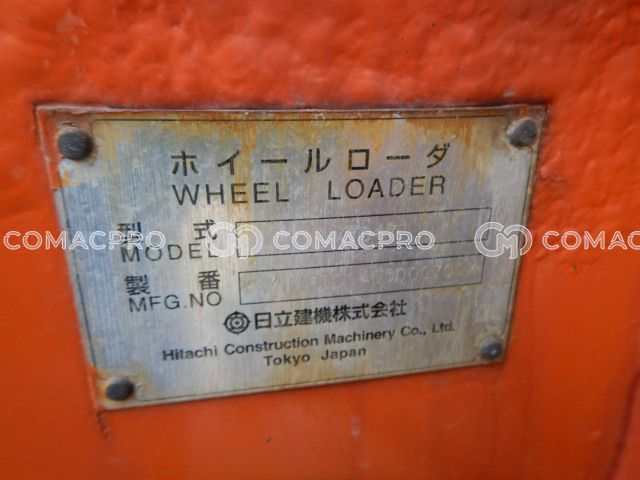 ホイールローダ
WHEEL LOADER
型式
MODEL
製番
MFG.NO
日立建機株式会社
Hitachi Construction Machinery Co., Ltd.
Tokyo Japan
COMACPRO COMACPRO COMACPRO